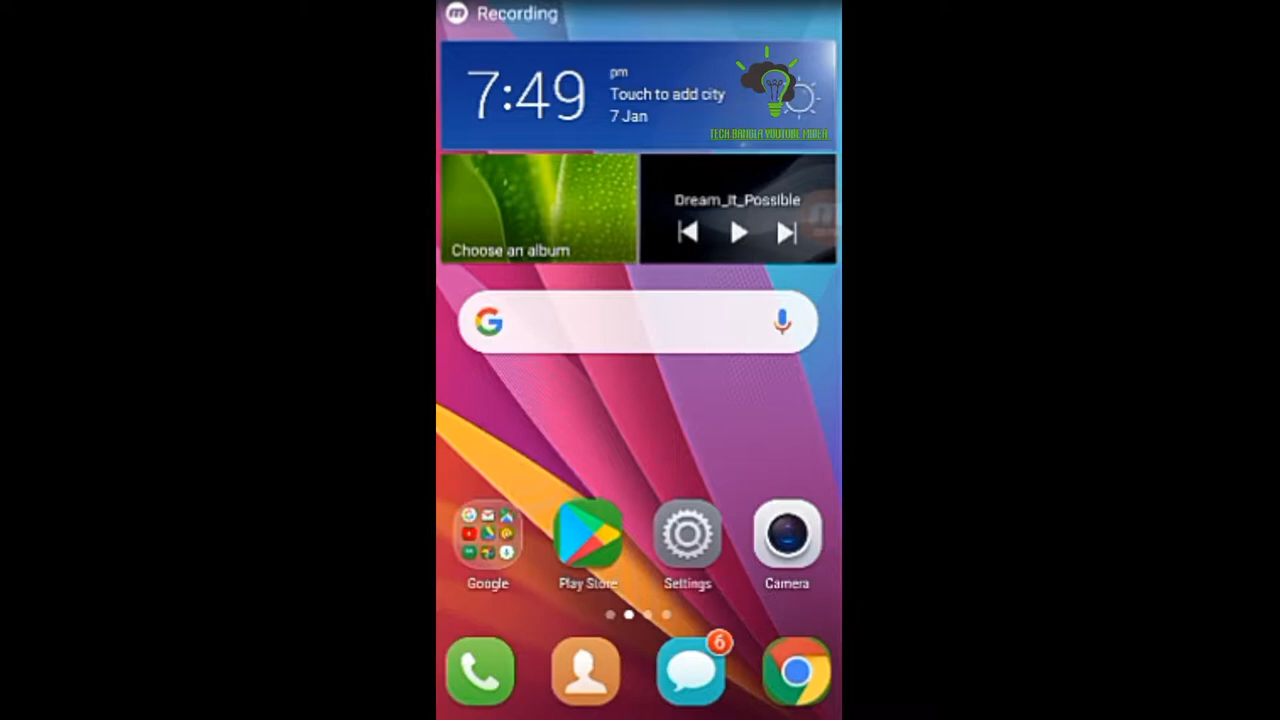 Recording
7:49
pm
Touch to add city
7 Jan
TECH BANGLA YOUTUBE
Choose an album
Dream_It_Possible
Google
Play Store
Settings
Camera
6